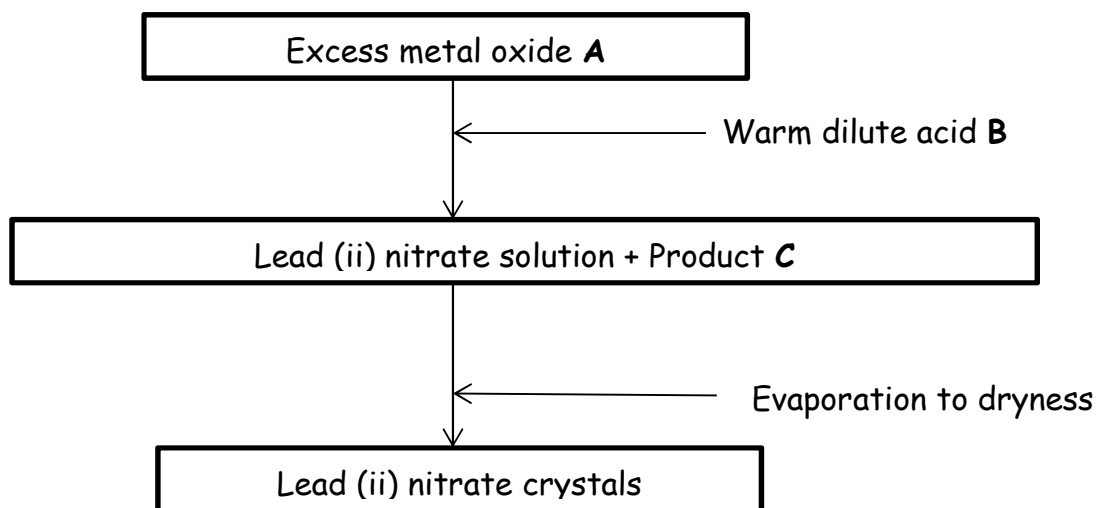 Excess metal oxide A
Warm dilute acid B
Lead (ii) nitrate solution + Product C
Evaporation to dryness
Lead (ii) nitrate crystals